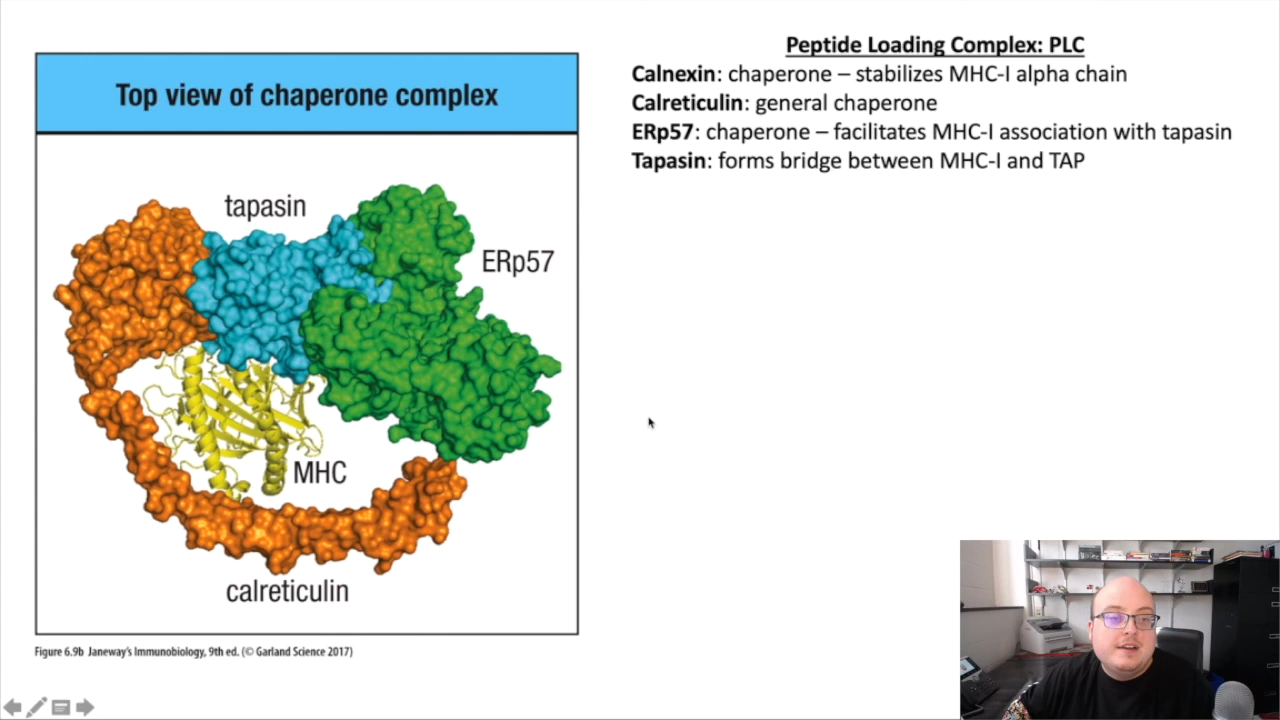 Peptide Loading Complex: PLC
Calnexin: chaperone – stabilizes MHC-I alpha chain
Calreticulin: general chaperone
ERp57: chaperone – facilitates MHC-I association with tapasin
Tapasin: forms bridge between MHC-I and TAP
Top view of chaperone complex
tapasin
ERp57
MHC
calreticulin
Figure 6.9b Janeway's Immunobiology, 9th ed. (© Garland Science 2017)